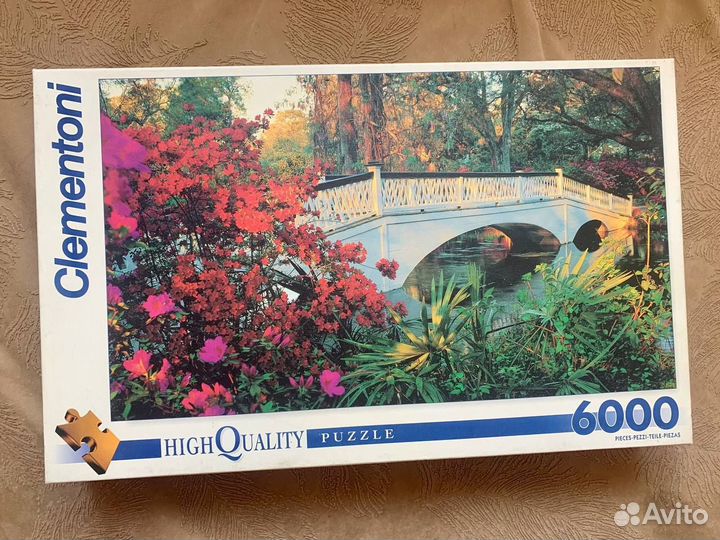 Clementoni
HIGH QUALITY PUZZLE
6000
PIECES-PEZZI-TEILE-PIEZAS
Avito